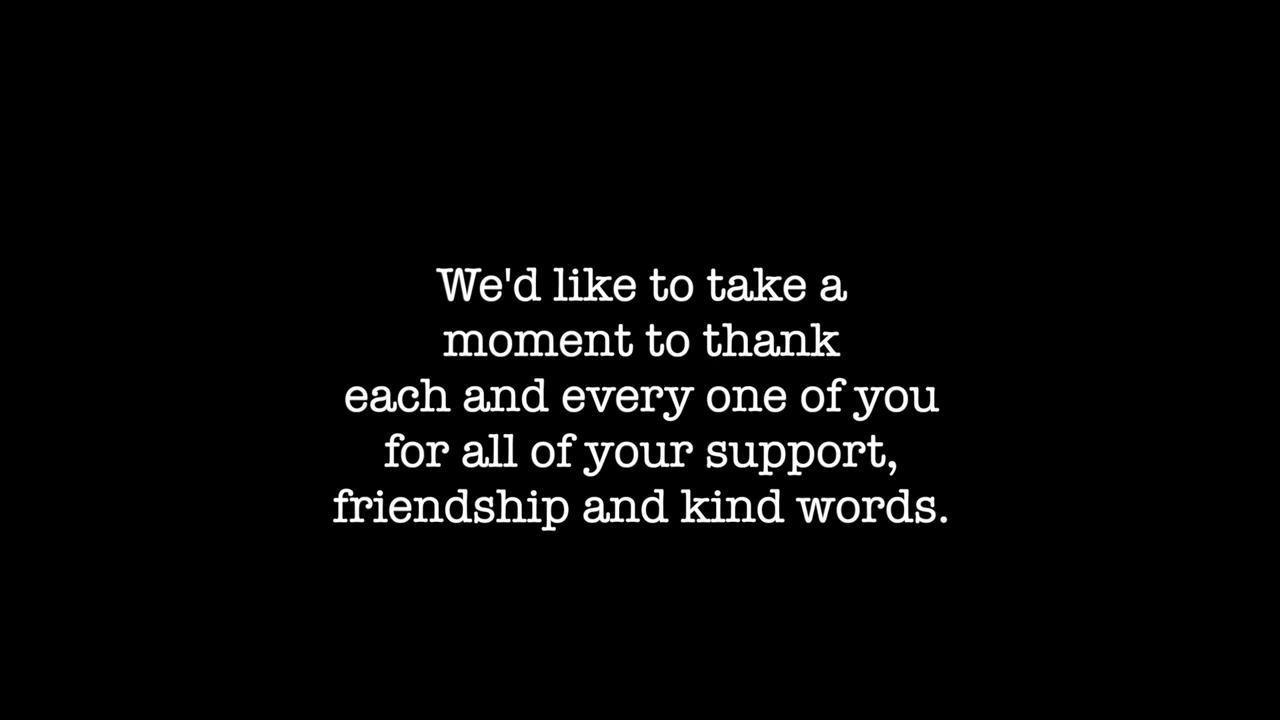 We'd like to take a
moment to thank
each and every one of you
for all of your support,
friendship and kind words.